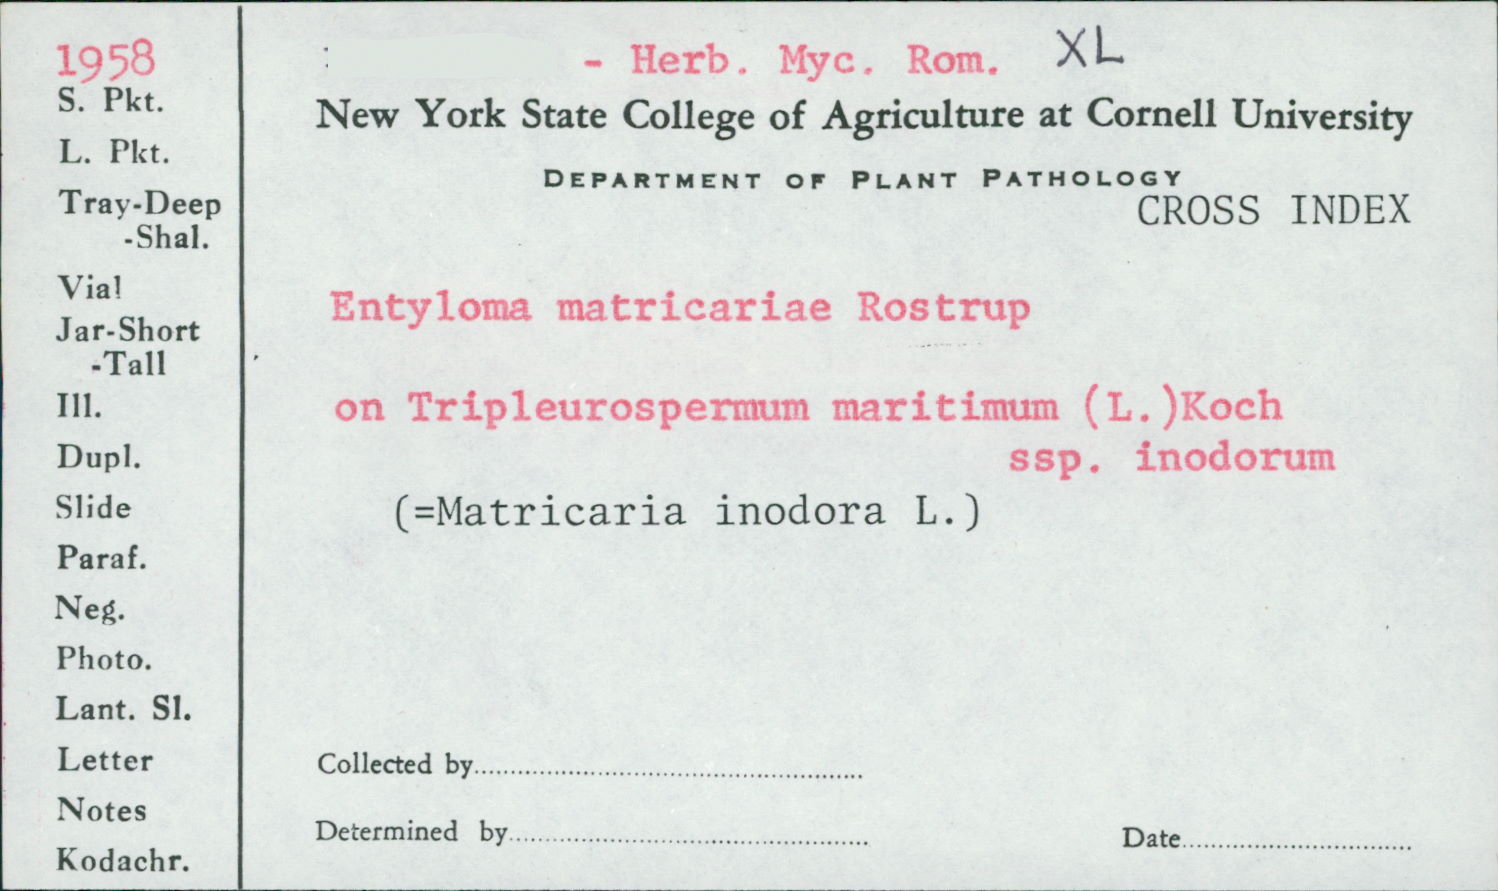 1958
S. Pkt.
L. Pkt.
Tray-Deep
-Shal.
Vial
Jar-Short
-Tall
Ill.
Dupl.
Slide
Paraf.
Neg.
Photo.
Lant. Sl.
Letter
Notes
Kodachr.
- Herb. Myc. Rom. XL
New York State College of Agriculture at Cornell University
DEPARTMENT OF PLANT PATHOLOGY
CROSS INDEX
Entyloma matricariae Rostrup
on Tripleurospermum maritimum (L.)Koch
ssp. inodorum
(=Matricaria inodora L.)
Collected by
Determined by
Date